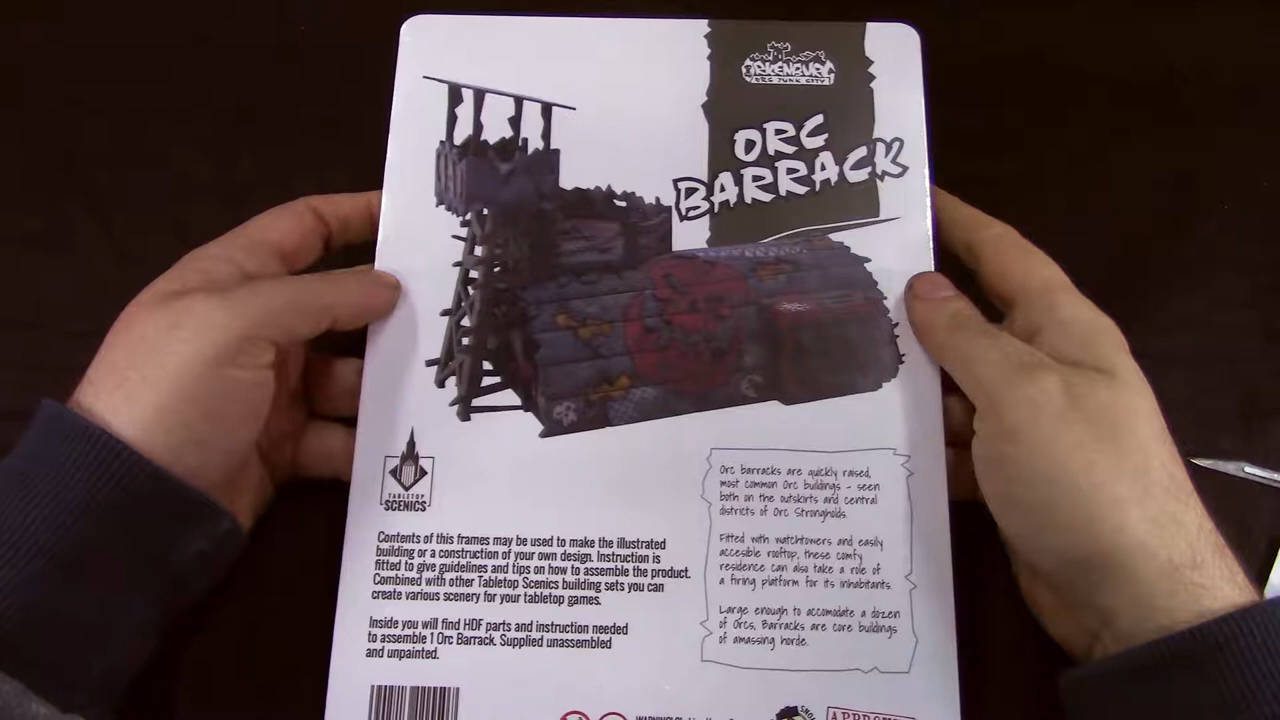 ORKENBURG
ORC JUNK CITY
ORC
BARRACK
TABLETOP
SCENICS
Contents of this frames may be used to make the illustrated
building or a construction of your own design. Instruction is
fitted to give guidelines and tips on how to assemble the product.
Combined with other Tabletop Scenics building sets you can
create various scenery for your tabletop games.
Inside you will find HDF parts and instruction needed
to assemble 1 Orc Barrack. Supplied unassembled
and unpainted.
Orc barracks are quickly raised,
most common Orc buildings - seen
both on the outskirts and central
districts of Orc Strongholds.
Fitted with watchtowers and easily
accesible rooftop, these comfy
residence can also take a role of
a firing platform for its inhabitants.
Large enough to accomodate a dozen
of Orcs, Barracks are core buildings
of amassing horde.